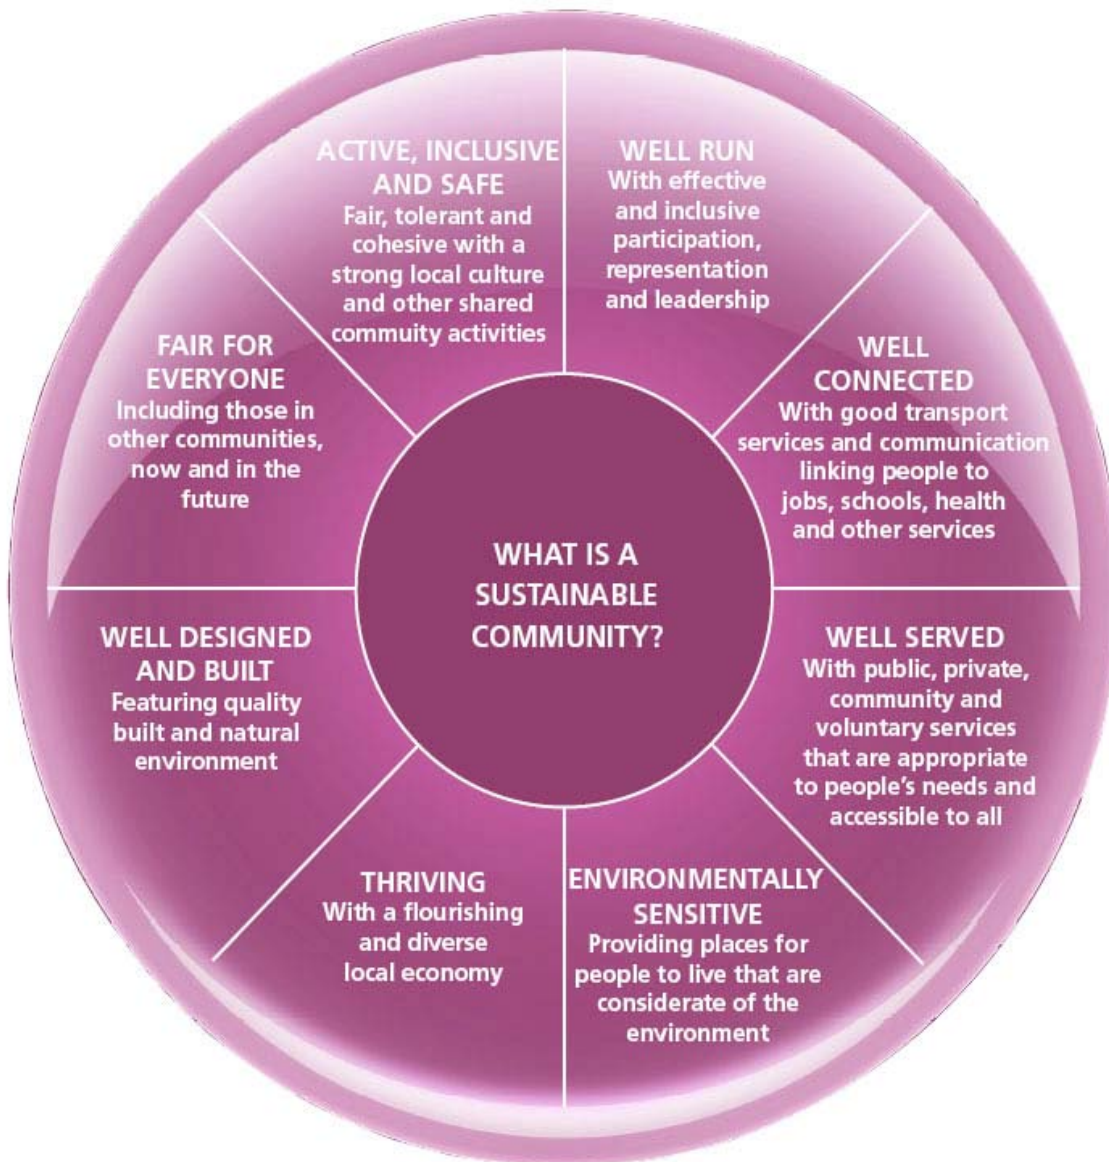 WHAT IS A
SUSTAINABLE
COMMUNITY?
ACTIVE, INCLUSIVE
AND SAFE
Fair, tolerant and
cohesive with a
strong local culture
and other shared
commuity activities
WELL RUN
With effective
and inclusive
participation,
representation
and leadership
WELL
CONNECTED
With good transport
services and communication
linking people to
jobs, schools, health
and other services
WELL SERVED
With public, private,
community and
voluntary services
that are appropriate
to people's needs and
accessible to all
ENVIRONMENTALLY
SENSITIVE
Providing places for
people to live that are
considerate of the
environment
THRIVING
With a flourishing
and diverse
local economy
WELL DESIGNED
AND BUILT
Featuring quality
built and natural
environment
FAIR FOR
EVERYONE
Including those in
other communities,
now and in the
future